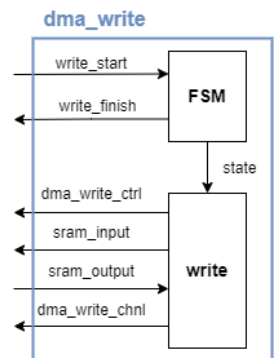 dma_write
write_start
FSM
write_finish
state
dma_write_ctrl
sram_input
sram_output
write
dma_write_chnl